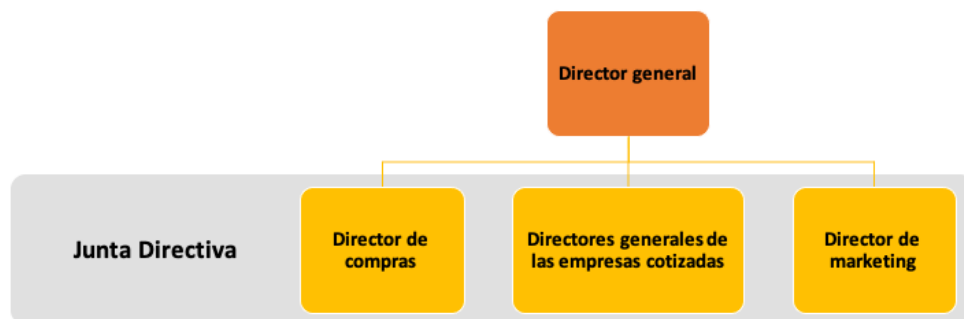 Director general
Junta Directiva
Director de
compras
Directores generales de
las empresas cotizadas
Director de
marketing